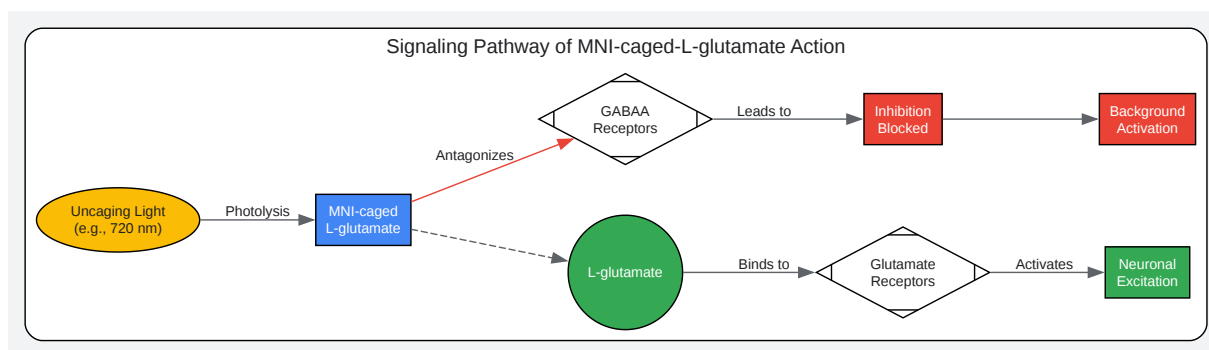 Signaling Pathway of MNI-caged-L-glutamate Action
GABAA
Receptors
Leads to
Inhibition
Blocked
Background
Activation
Antagonizes
Uncaging Light
(e.g., 720 nm)
Photolysis
MNI-caged
L-glutamate
L-glutamate
Binds to
Glutamate
Receptors
Activates
Neuronal
Excitation